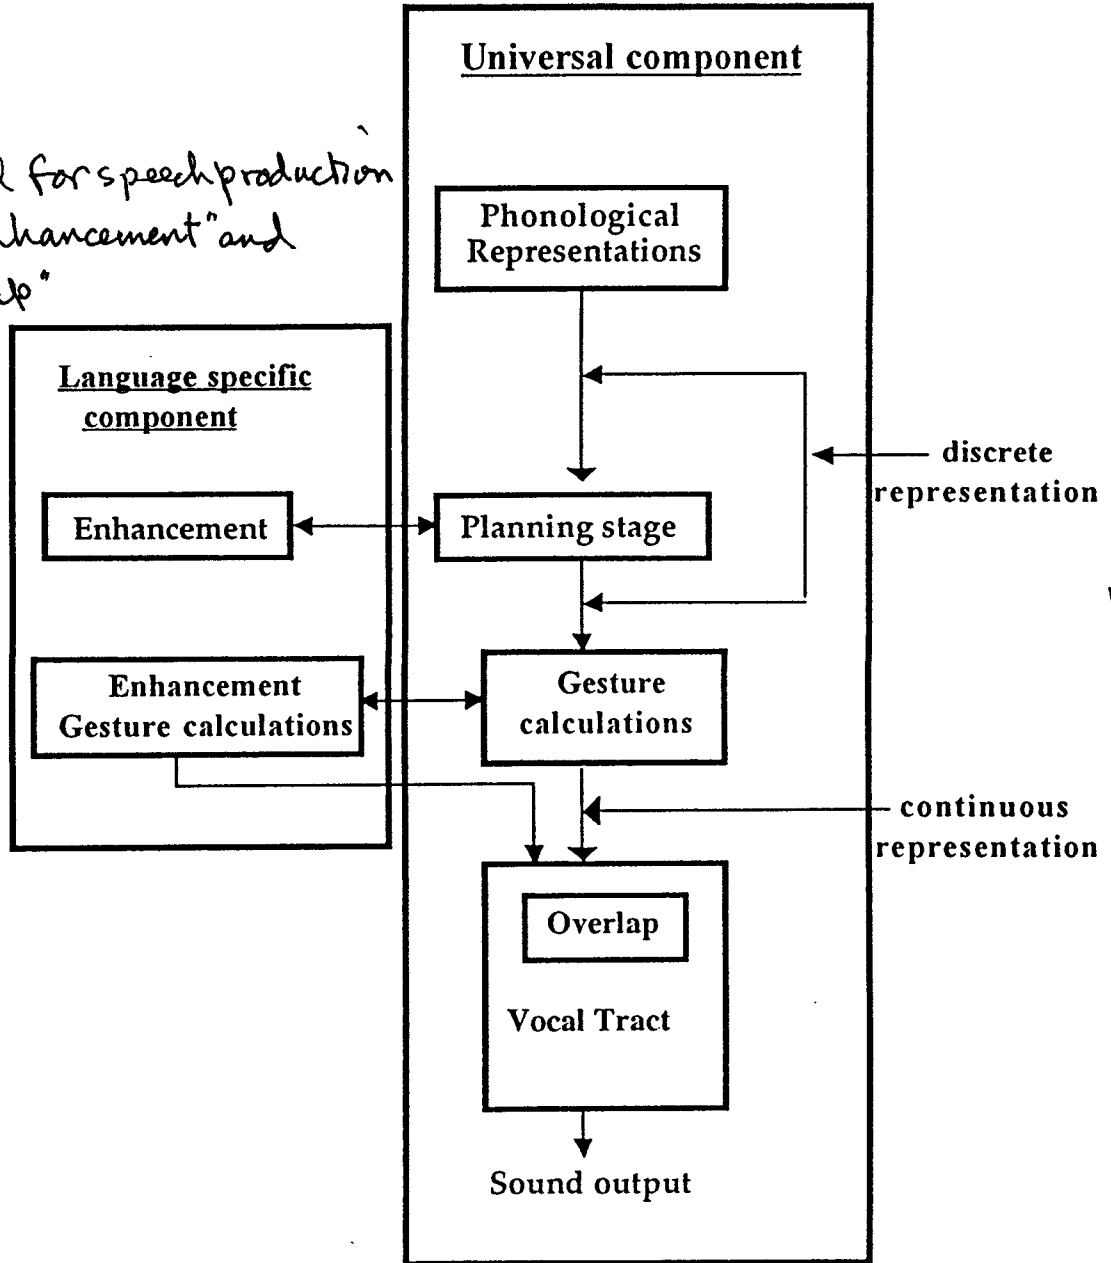 Universal component
for speech production
hancement" and
Phonological
Representations
Language specific
component
discrete
representation
Enhancement
Planning stage
Enhancement
Gesture calculations
Gesture
calculations
continuous
representation
Overlap
Vocal Tract
Sound output